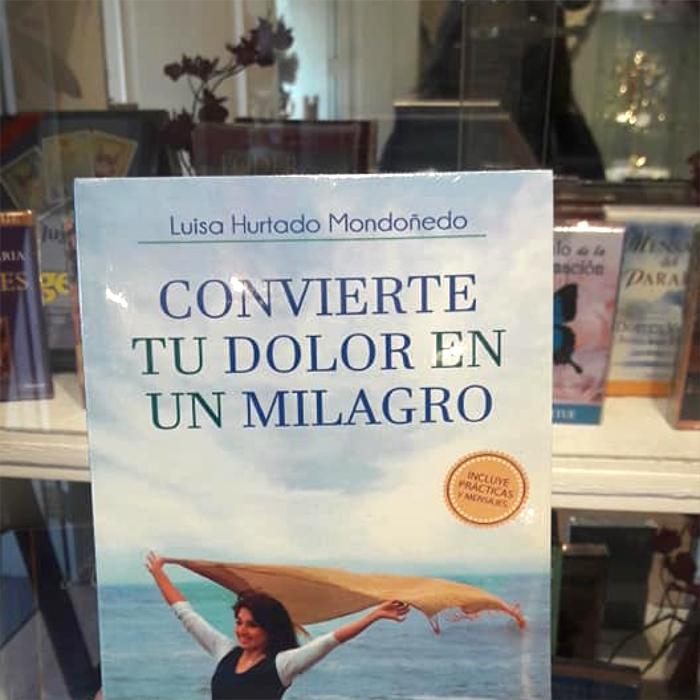 Luisa Hurtado Mondoñedo
CONVIERTE
TU DOLOR EN
UN MILAGRO
INCLUYE
PRÁCTICAS
Y MENSAJES